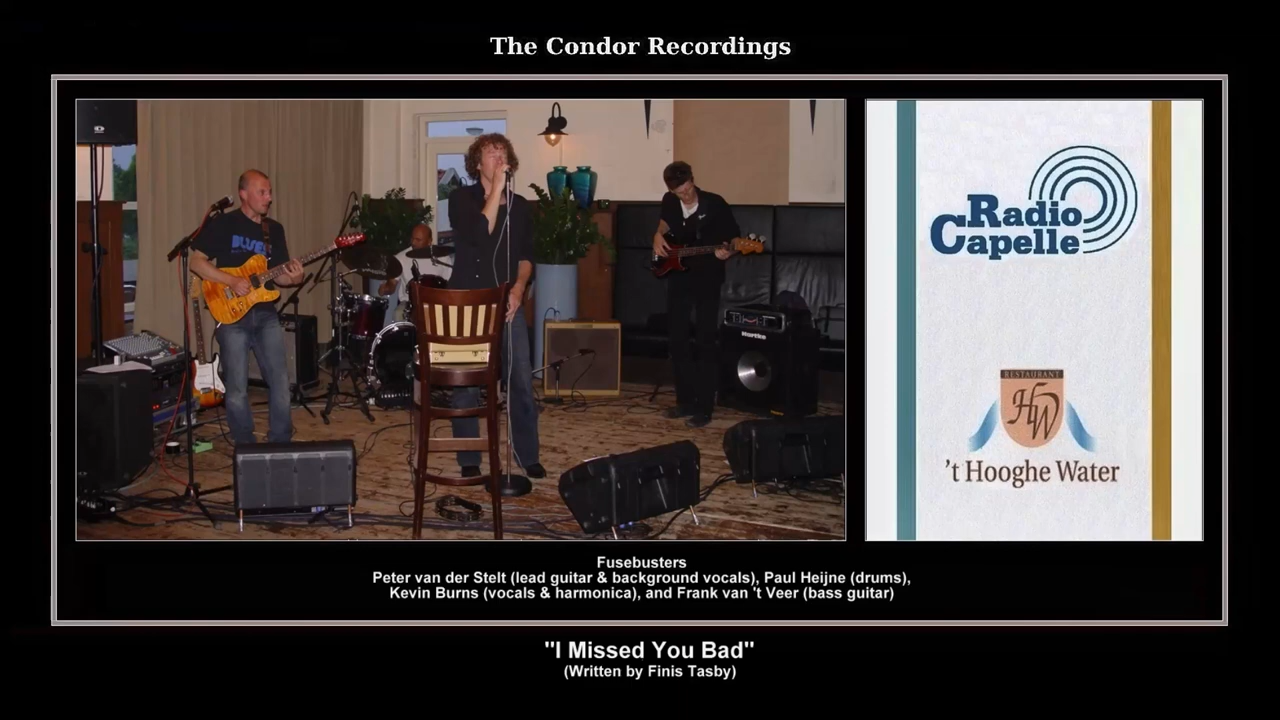 The Condor Recordings
BLUES
Hartke
Radio
Capelle
RESTAURANT
HW
't Hooghe Water
Fusebusters
Peter van der Stelt (lead guitar & background vocals), Paul Heijne (drums),
Kevin Burns (vocals & harmonica), and Frank van 't Veer (bass guitar)
"I Missed You Bad"
(Written by Finis Tasby)